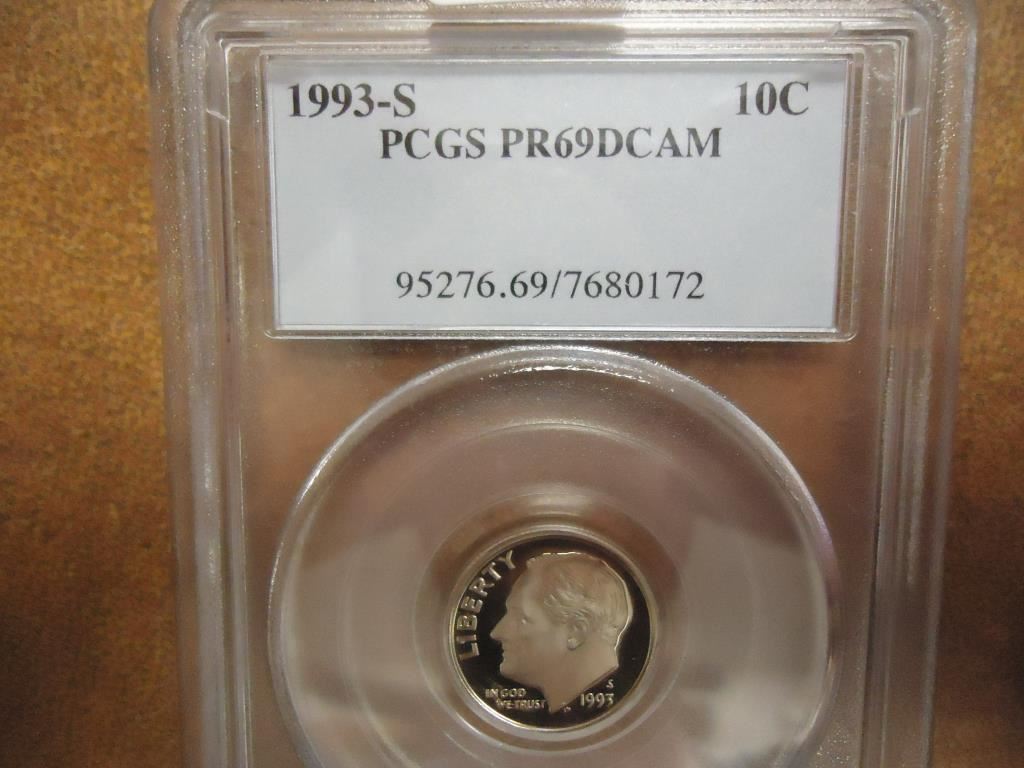 1993-S 10C
PCGS PR69DCAM
95276.69/7680172
LIBERTY
IN GOD
WE TRUST
S
1993